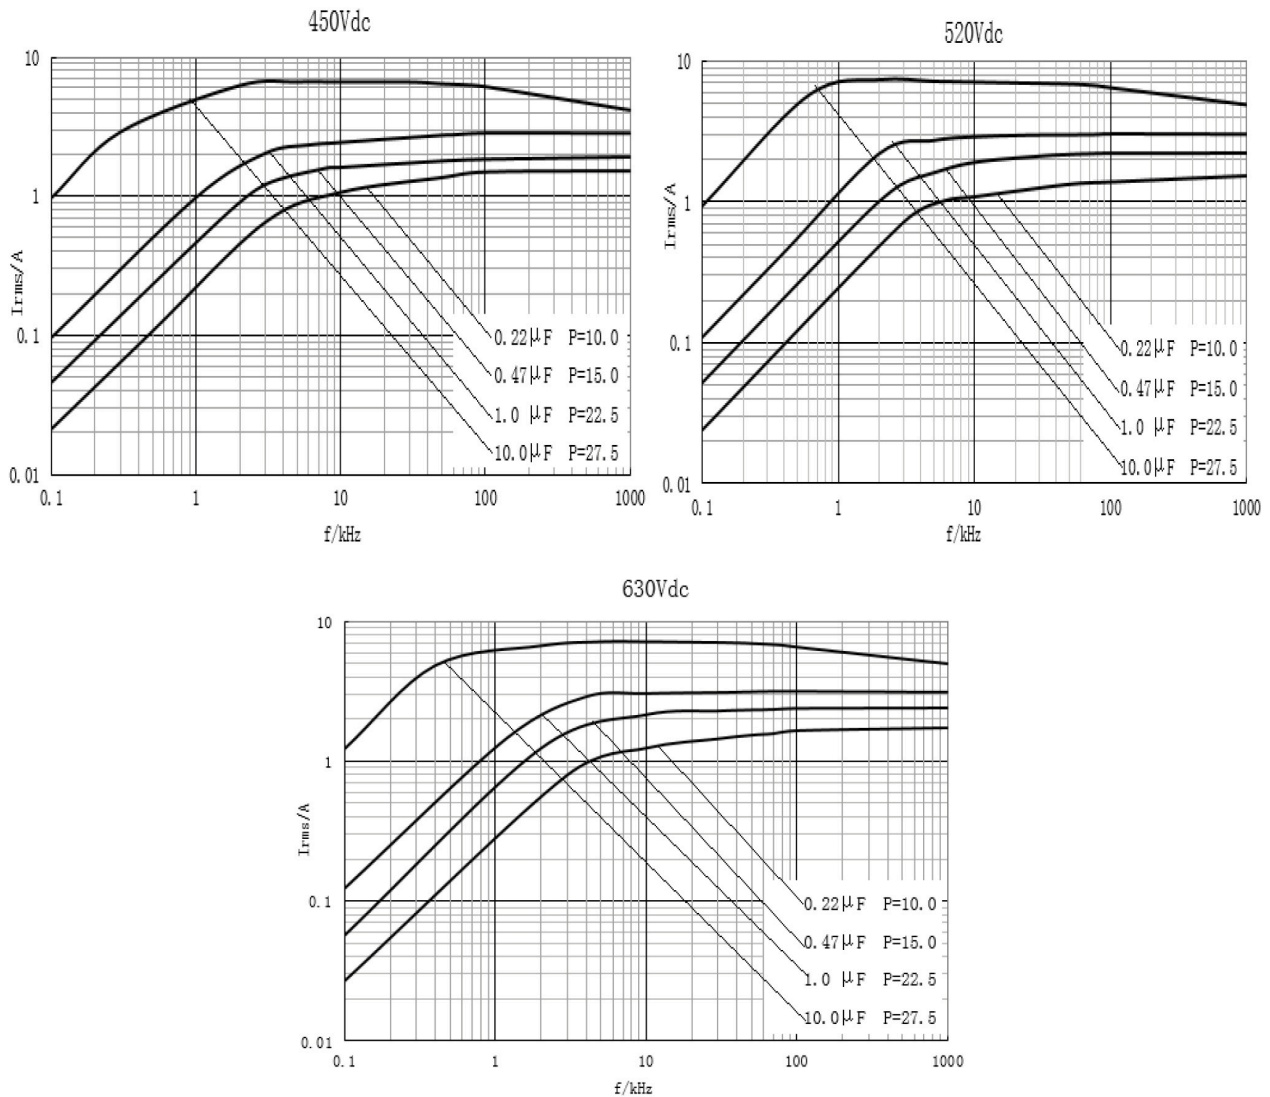 450Vdc
10
1
0.1
0.01
Irms/A
0.22μF P=10.0
0.47μF P=15.0
1.0 μF P=22.5
10.0μF P=27.5
0.1 1 10 100 1000
f/kHz
520Vdc
10
1
0.1
0.01
Irms/A
0.22μF P=10.0
0.47μF P=15.0
1.0 μF P=22.5
10.0μF P=27.5
0.1 1 10 100 1000
f/kHz
630Vdc
10
1
0.1
0.01
Irms/A
0.22μF P=10.0
0.47μF P=15.0
1.0 μF P=22.5
10.0μF P=27.5
0.1 1 10 100 1000
f/kHz